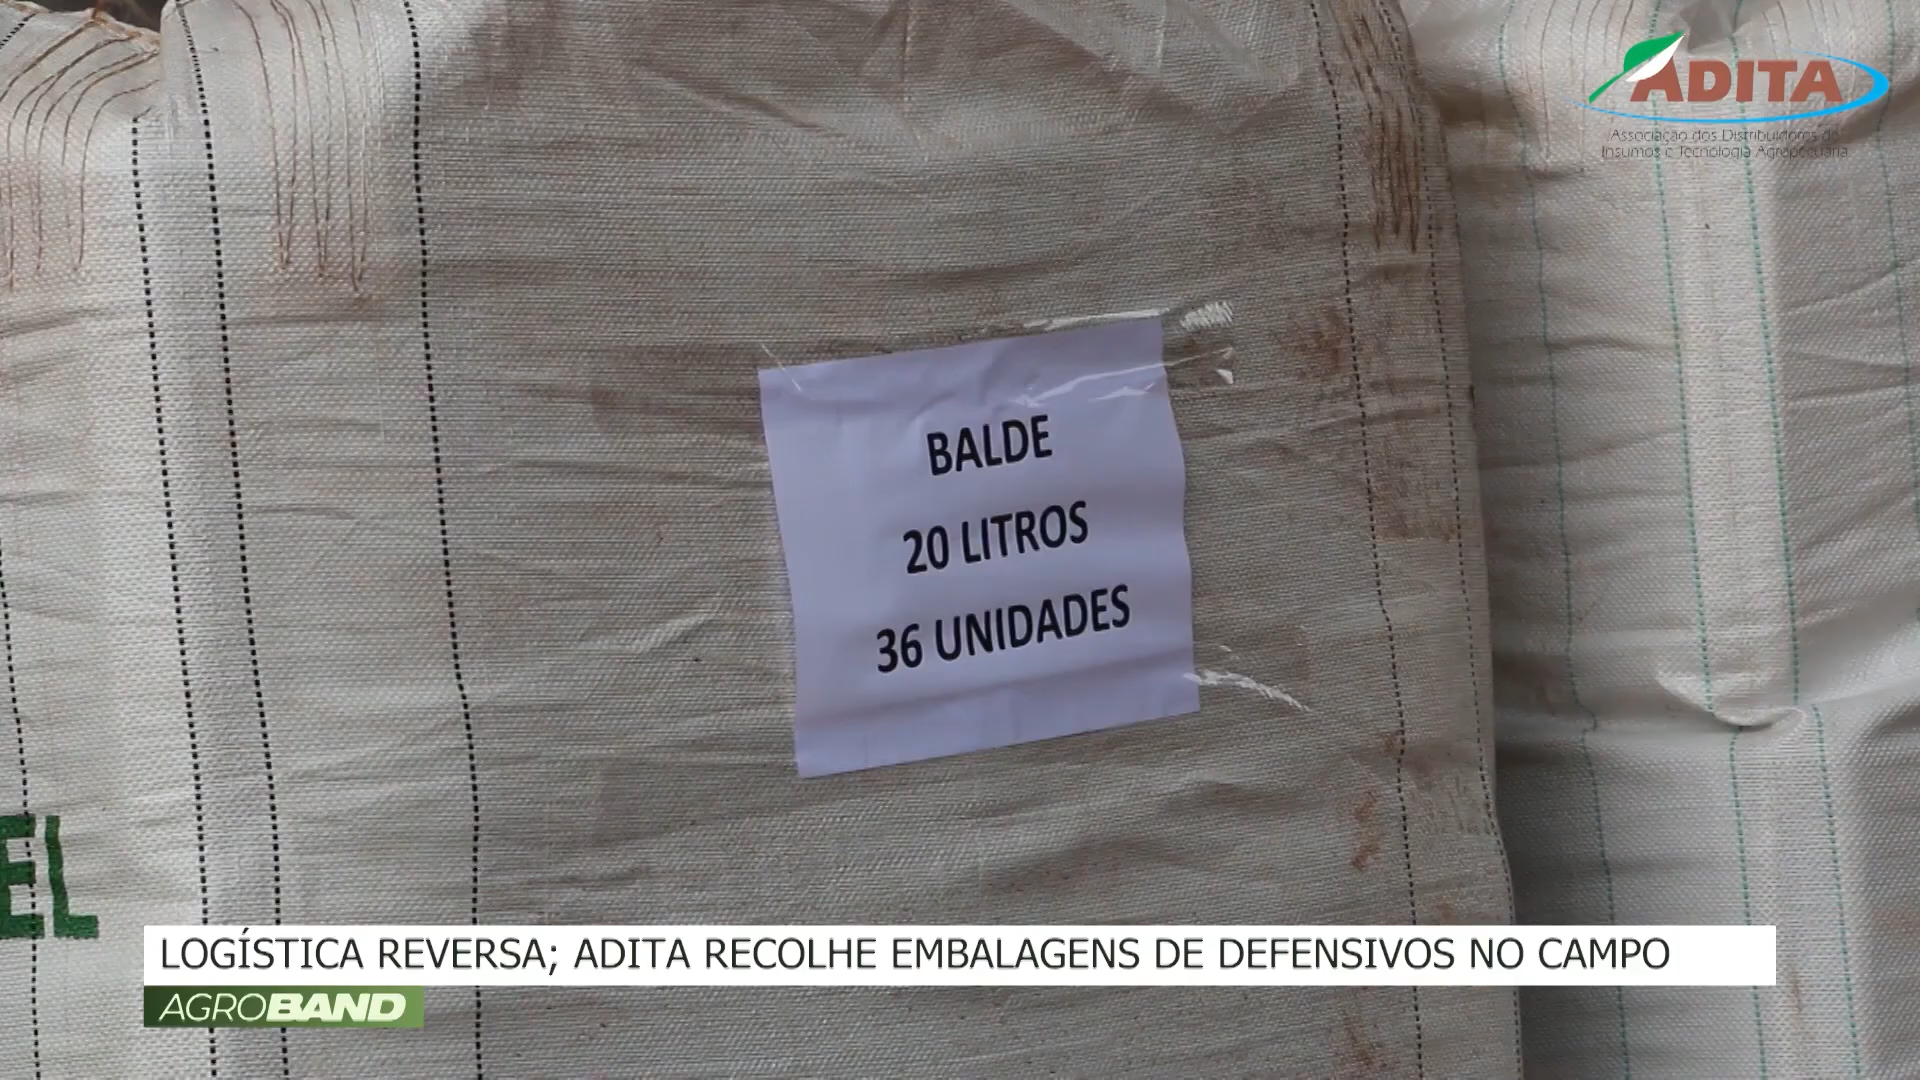 ADITA
Associação dos Distribuidores de
Insumos e Tecnologia Agropecuária
BALDE
20 LITROS
36 UNIDADES
EL
LOGÍSTICA REVERSA; ADITA RECOLHE EMBALAGENS DE DEFENSIVOS NO CAMPO
AGROBAND